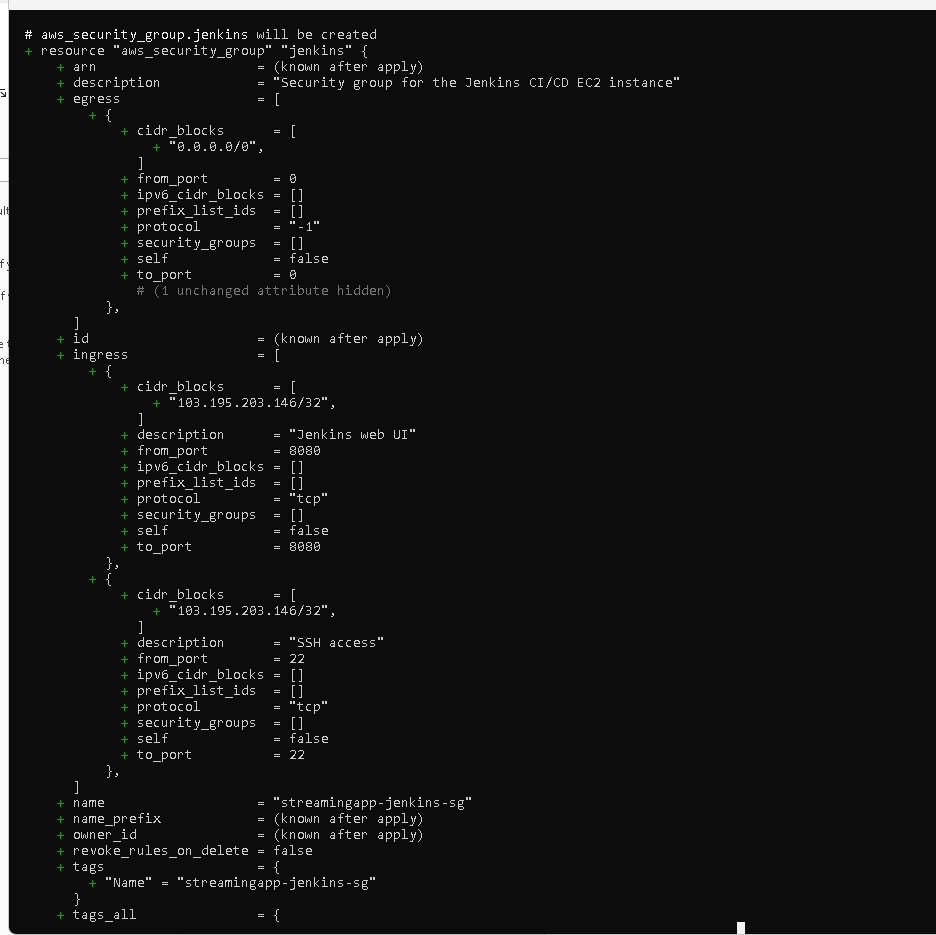 # aws_security_group.jenkins will be created
+ resource "aws_security_group" "jenkins" {
    + arn                    = (known after apply)
    + description            = "Security group for the Jenkins CI/CD EC2 instance"
    + egress                 = [
        + {
            + cidr_blocks      = [
                + "0.0.0.0/0",
              ]
            + from_port        = 0
            + ipv6_cidr_blocks = []
            + prefix_list_ids  = []
            + protocol         = "-1"
            + security_groups  = []
            + self             = false
            + to_port          = 0
              # (1 unchanged attribute hidden)
          },
      ]
    + id                     = (known after apply)
    + ingress                = [
        + {
            + cidr_blocks      = [
                + "103.195.203.146/32",
              ]
            + description      = "Jenkins web UI"
            + from_port        = 8080
            + ipv6_cidr_blocks = []
            + prefix_list_ids  = []
            + protocol         = "tcp"
            + security_groups  = []
            + self             = false
            + to_port          = 8080
          },
        + {
            + cidr_blocks      = [
                + "103.195.203.146/32",
              ]
            + description      = "SSH access"
            + from_port        = 22
            + ipv6_cidr_blocks = []
            + prefix_list_ids  = []
            + protocol         = "tcp"
            + security_groups  = []
            + self             = false
            + to_port          = 22
          },
      ]
    + name                   = "streamingapp-jenkins-sg"
    + name_prefix            = (known after apply)
    + owner_id               = (known after apply)
    + revoke_rules_on_delete = false
    + tags                   = {
        + "Name" = "streamingapp-jenkins-sg"
      }
    + tags_all               = {